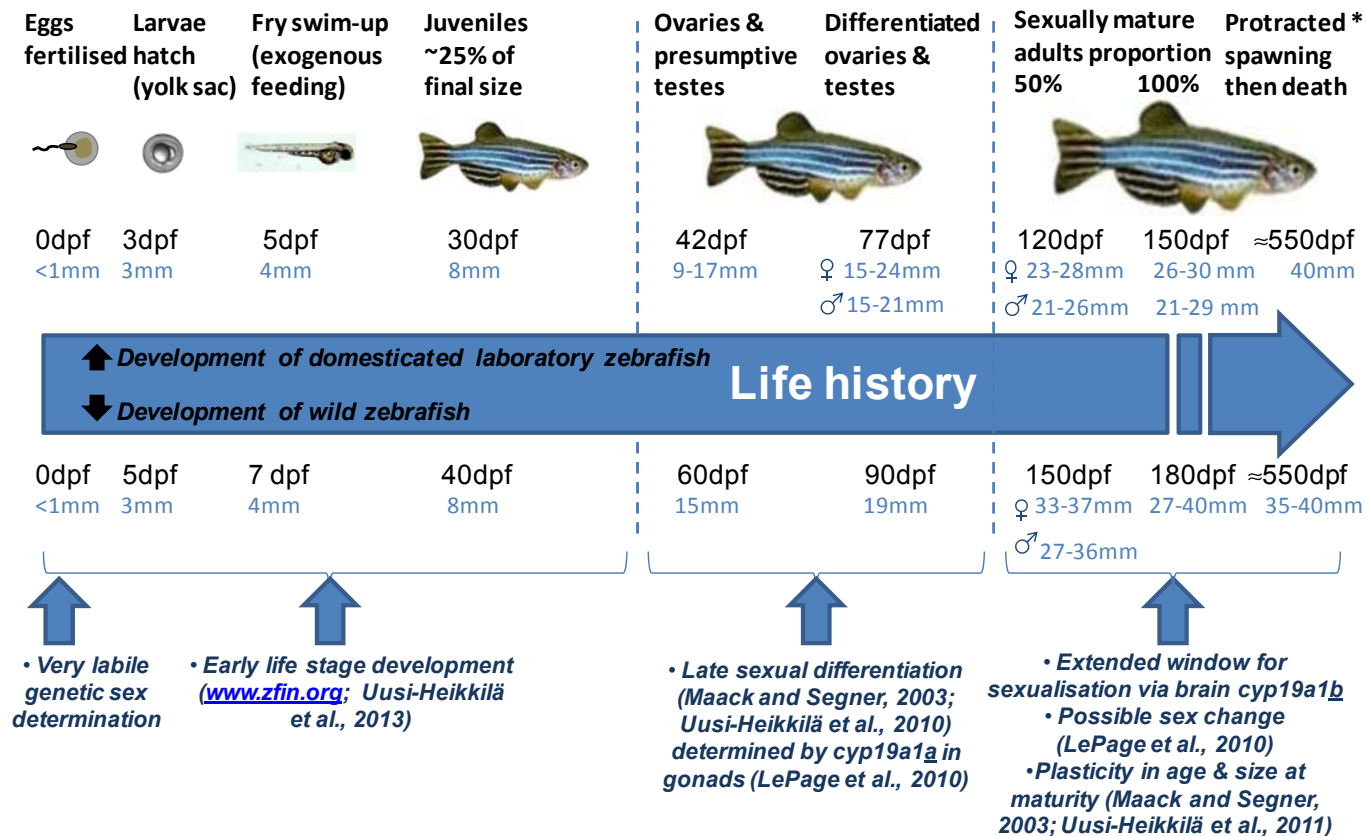 Eggs
fertilised
Larvae
hatch
(yolk sac)
Fry swim-up
(exogenous
feeding)
Juveniles
~25% of
final size
Ovaries &
presumptive
testes
Differentiated
ovaries &
testes
Sexually mature
adults proportion
50% 100%
Protracted *
spawning
then death
0dpf 3dpf 5dpf 30dpf 42dpf 77dpf 120dpf 150dpf ≈550dpf
<1mm 3mm 4mm 8mm 9-17mm ♀ 15-24mm ♀ 23-28mm 26-30 mm 40mm
♂ 15-21mm ♂ 21-26mm 21-29 mm
Development of domesticated laboratory zebrafish
Life history
Development of wild zebrafish
0dpf 5dpf 7 dpf 40dpf 60dpf 90dpf 150dpf 180dpf ≈550dpf
<1mm 3mm 4mm 8mm 15mm 19mm ♀ 33-37mm 27-40mm 35-40mm
♂ 27-36mm
• Very labile
genetic sex
determination
• Early life stage development
(www.zfin.org; Uusi-Heikkilä
et al., 2013)
• Late sexual differentiation
(Maack and Segner, 2003;
Uusi-Heikkilä et al., 2010)
determined by cyp19a1a in
gonads (LePage et al., 2010)
• Extended window for
sexualisation via brain cyp19a1b
• Possible sex change
(LePage et al., 2010)
•Plasticity in age & size at
maturity (Maack and Segner,
2003; Uusi-Heikkilä et al., 2011)